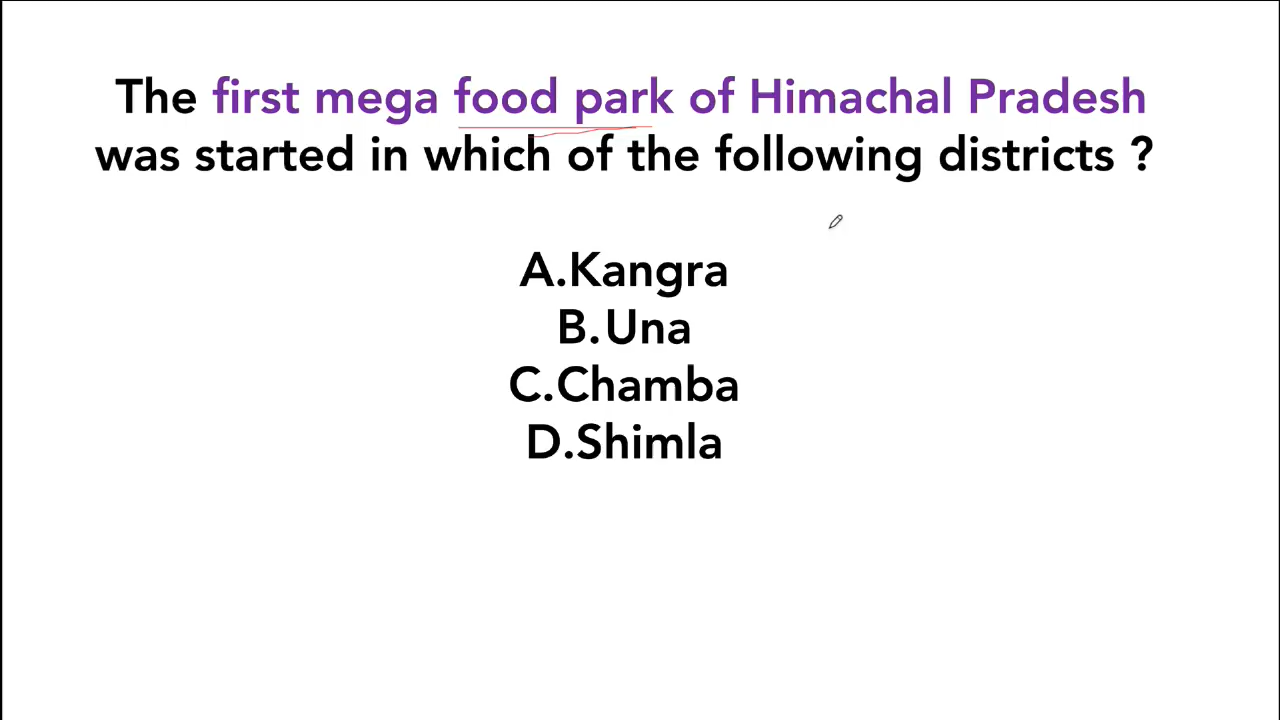 The first mega food park of Himachal Pradesh
was started in which of the following districts ?
A.Kangra
B.Una
C.Chamba
D.Shimla